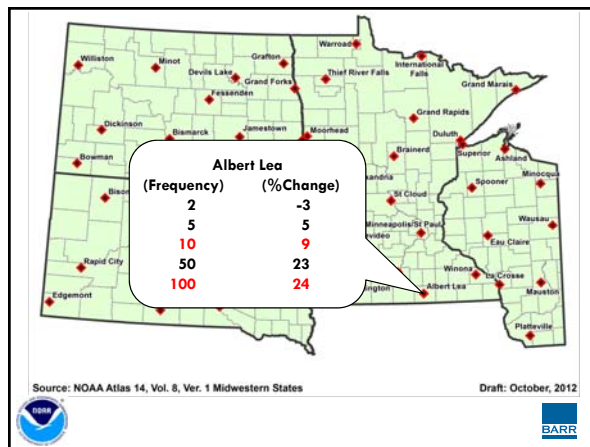 Warroad
Williston
Minot
Grafton
International
Falls
Devils Lake
Thief River Falls
Grand Forks
Grand Marais
Fessenden
Grand Rapids
Dickinson
Bismarck
Jamestown
Moorhead
Duluth
Superior
Ashland
Brainerd
Bowman
Albert Lea
(Frequency) (%Change)
2 -3
5 5
10 9
50 23
100 24
Minocqua
Spooner
St Cloud
Wausau
Minneapolis/St Paul
Eau Claire
Rapid City
Winona
La Crosse
Edgemont
Albert Lea
Mauston
Platteville
Source: NOAA Atlas 14, Vol. 8, Ver. 1 Midwestern States
Draft: October, 2012
NOAA
BARR